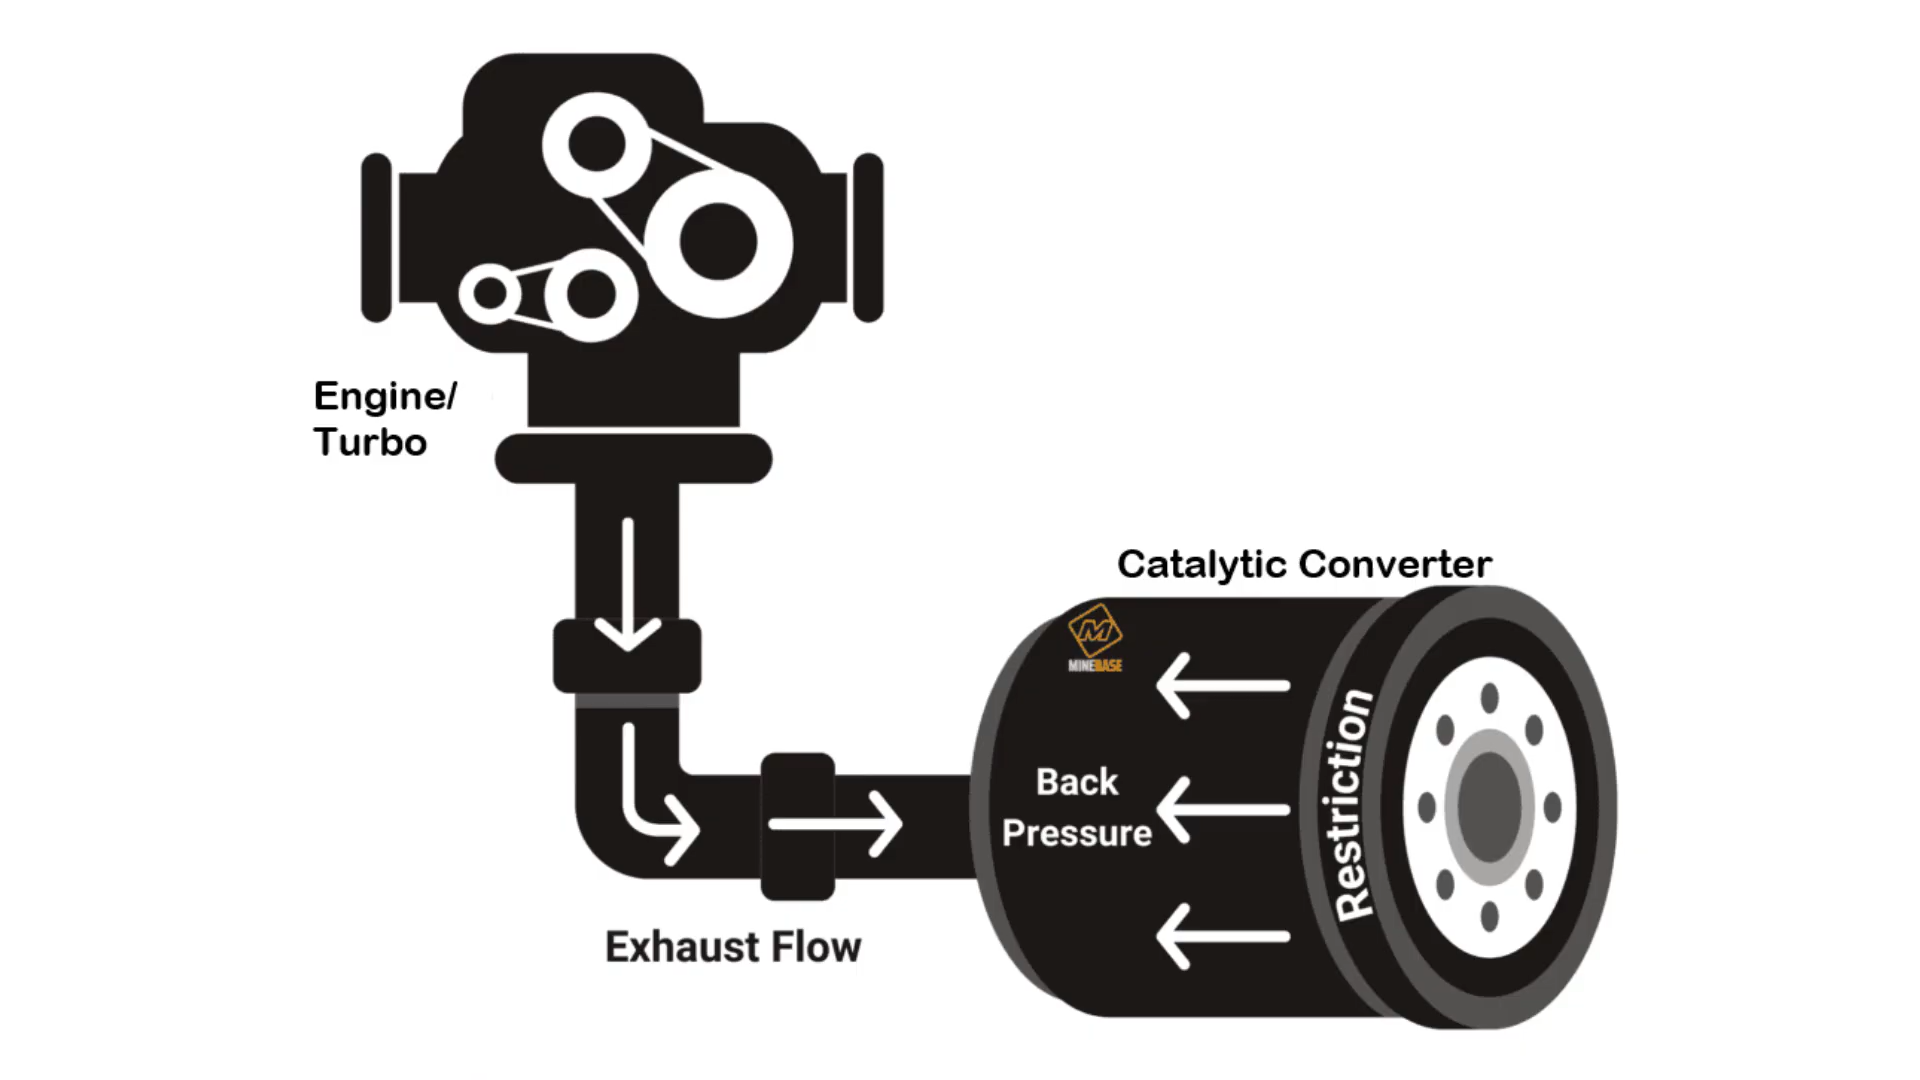 Engine/
Turbo
Catalytic Converter
MINEBASE
Back
Pressure
Restriction
Exhaust Flow